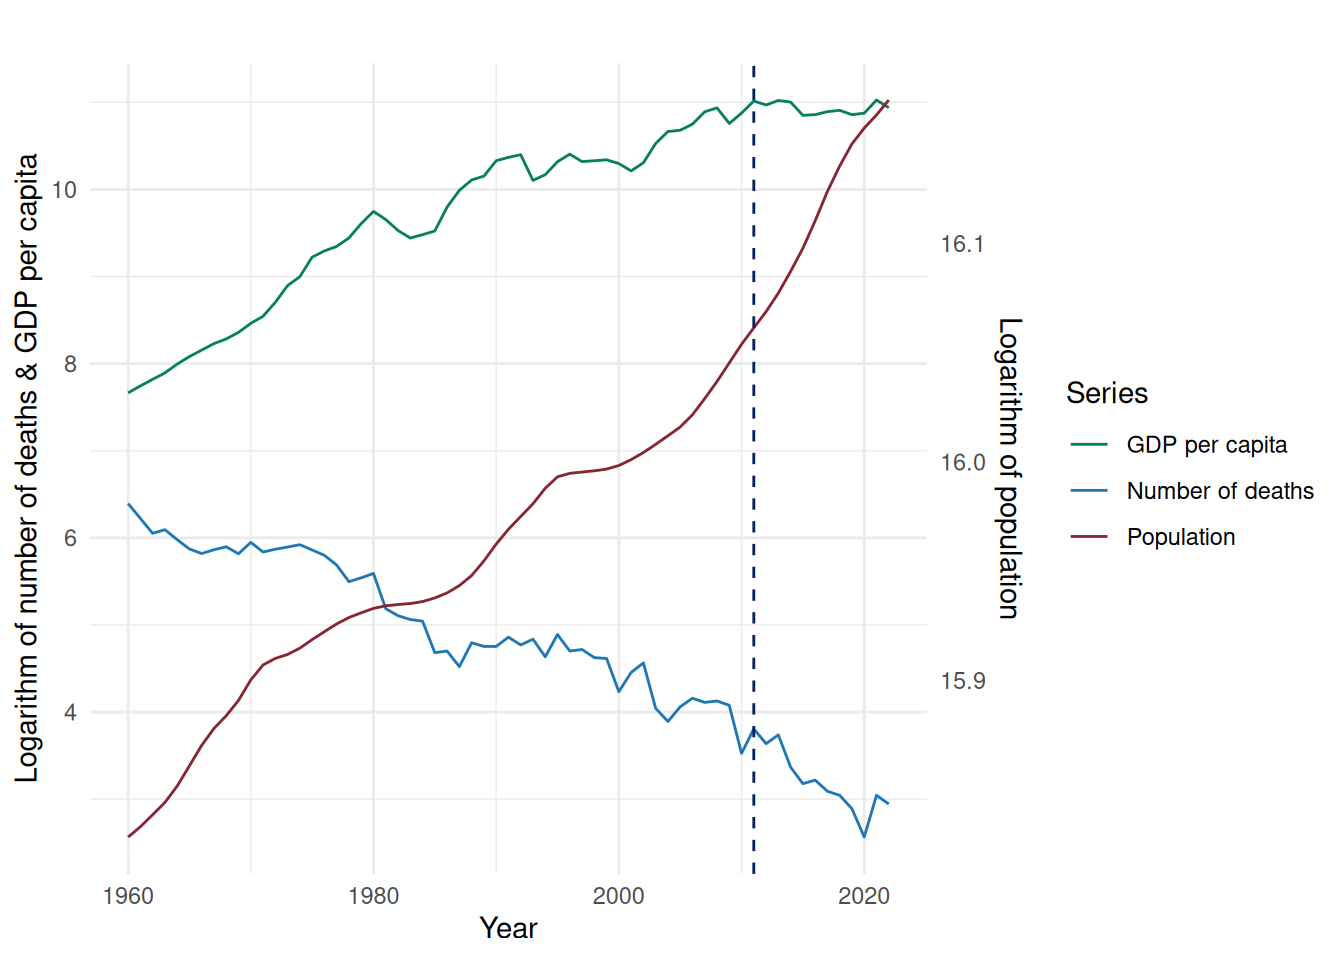 Logarithm of number of deaths & GDP per capita
10
8
6
4
16.1
16.0
15.9
Logarithm of population
1960
1980
2000
2020
Year
Series
GDP per capita
Number of deaths
Population